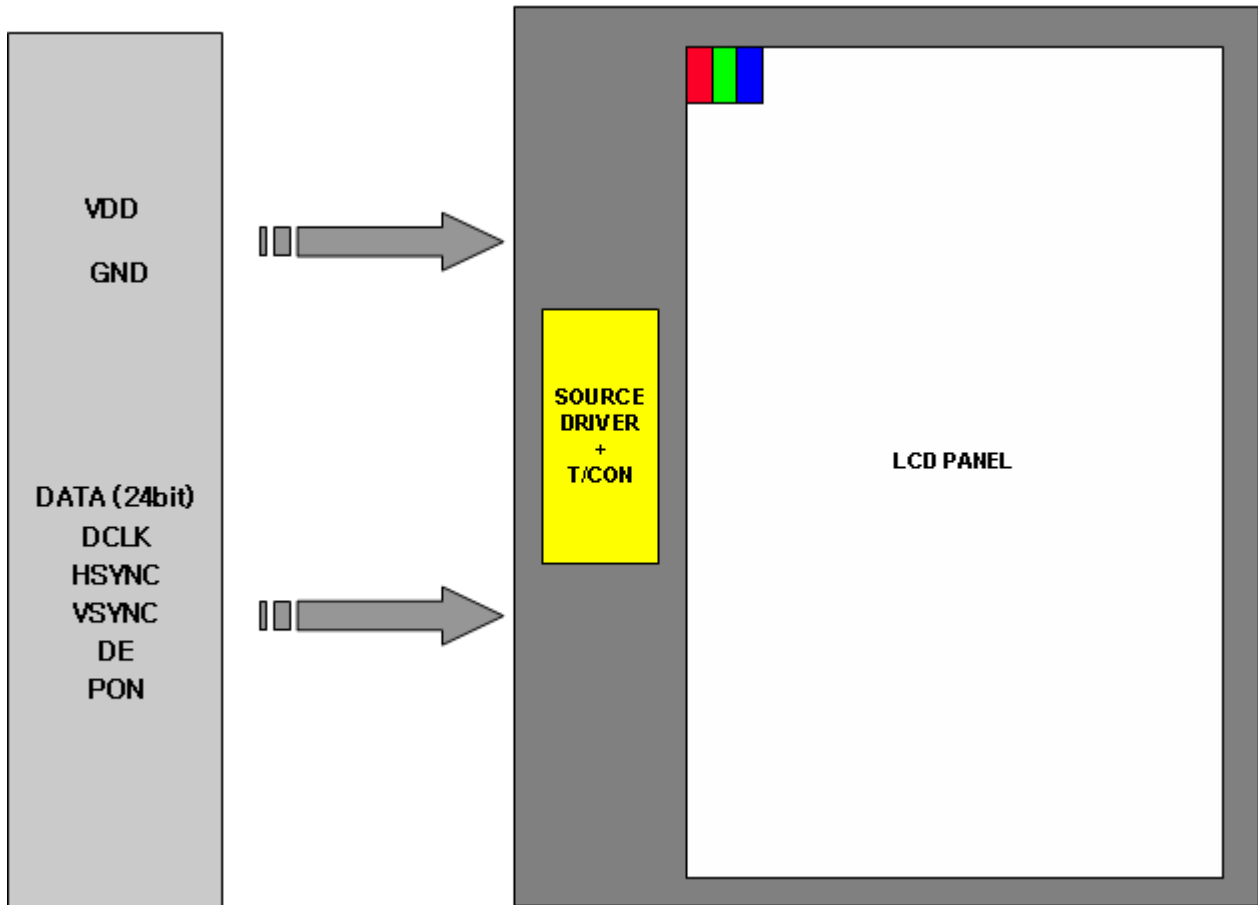 VDD
GND
DATA (24bit)
DCLK
HSYNC
VSYNC
DE
PON
SOURCE
DRIVER
+
T/CON
LCD PANEL